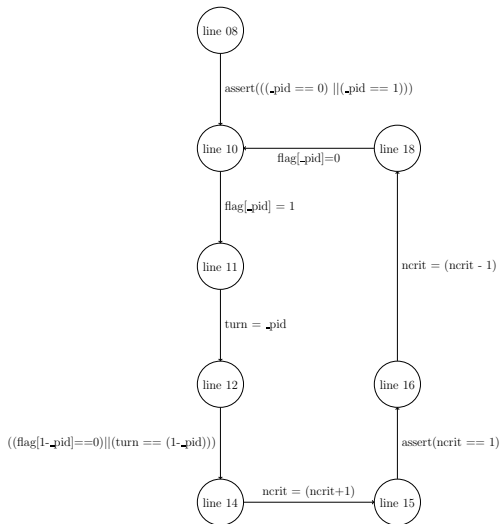 line 08
assert(((_pid == 0) ||(_pid == 1)))
line 10
line 18
flag[_pid]=0
flag[_pid] = 1
line 11
ncrit = (ncrit - 1)
turn = _pid
line 12
line 16
((flag[1-_pid]==0)||(turn == (1-_pid)))
assert(ncrit == 1)
line 14
ncrit = (ncrit+1)
line 15